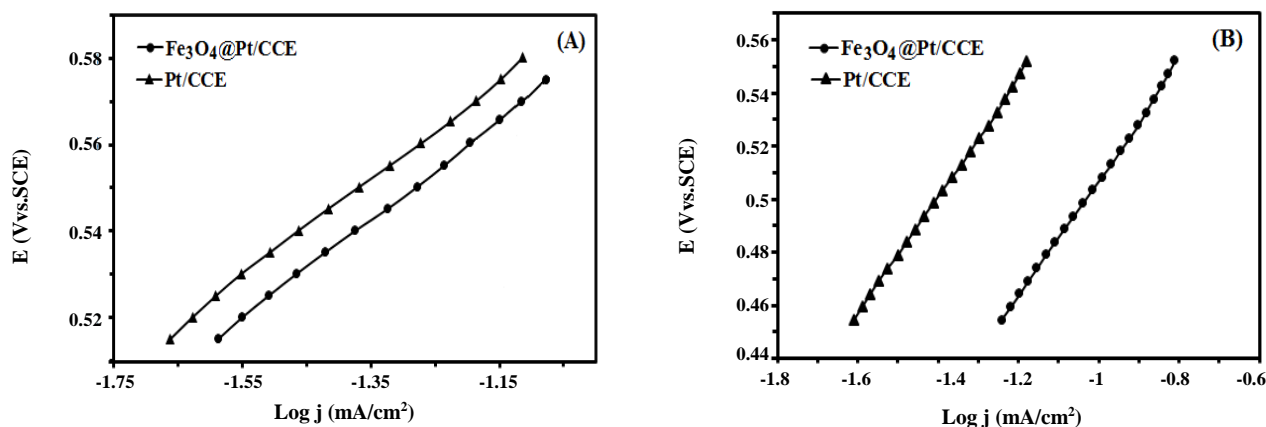 (A)
Fe₃O₄@Pt/CCE
Pt/CCE
0.58
0.56
0.54
0.52
E (Vvs.SCE)
-1.75
-1.55
-1.35
-1.15
Log j (mA/cm²)
(B)
Fe₃O₄@Pt/CCE
Pt/CCE
0.56
0.54
0.52
0.5
0.48
0.46
0.44
E (Vvs.SCE)
-1.8
-1.6
-1.4
-1.2
-1
-0.8
-0.6
Log j (mA/cm²)